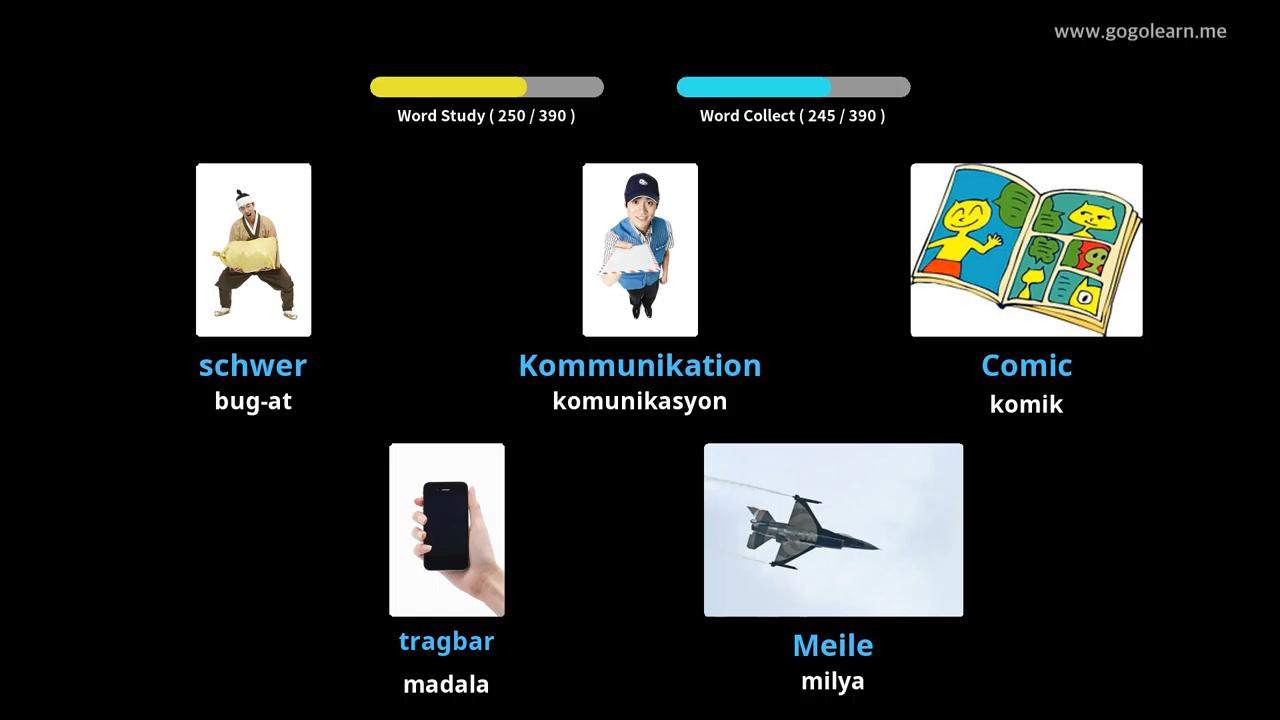 www.gogolearn.me
Word Study ( 250 / 390 )
Word Collect ( 245 / 390 )
schwer
bug-at
Kommunikation
komunikasyon
Comic
komik
tragbar
madala
Meile
milya